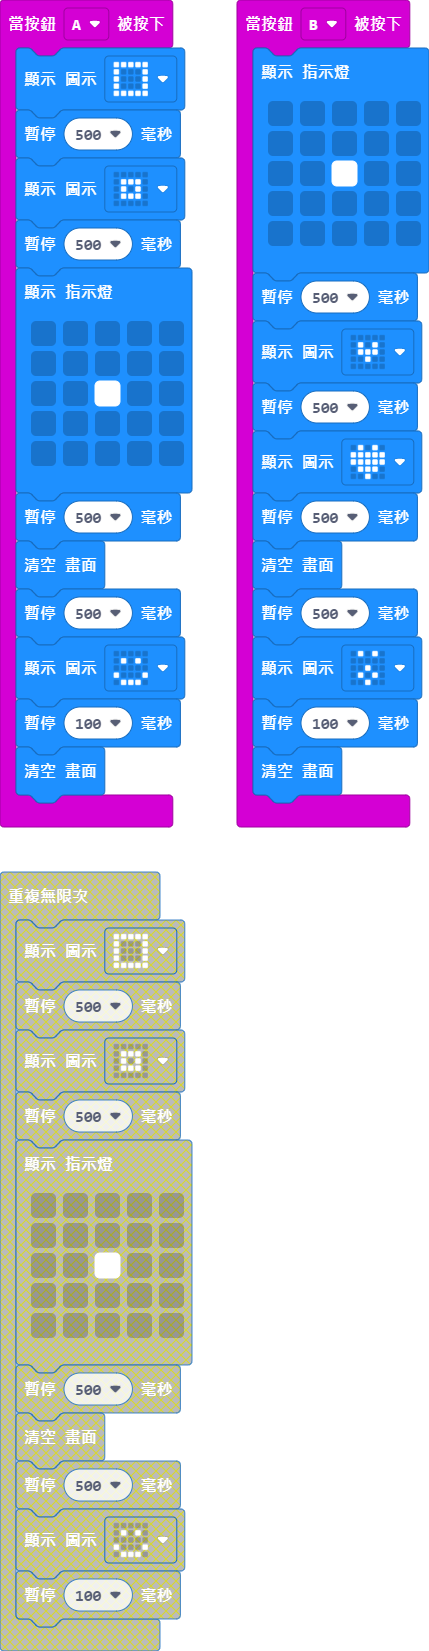 當按鈕 A 被按下
顯示 圖示
暫停 500 毫秒
顯示 圖示
暫停 500 毫秒
顯示 指示燈
暫停 500 毫秒
清空 畫面
暫停 500 毫秒
顯示 圖示
暫停 100 毫秒
清空 畫面
當按鈕 B 被按下
顯示 指示燈
暫停 500 毫秒
顯示 圖示
暫停 500 毫秒
顯示 圖示
暫停 500 毫秒
清空 畫面
暫停 500 毫秒
顯示 圖示
暫停 100 毫秒
清空 畫面
重複無限次
顯示 圖示
暫停 500 毫秒
顯示 圖示
暫停 500 毫秒
顯示 指示燈
暫停 500 毫秒
清空 畫面
暫停 500 毫秒
顯示 圖示
暫停 100 毫秒